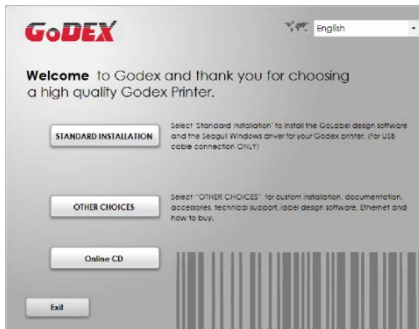 GODEX
English
Welcome to Godex and thank you for choosing
a high quality Godex Printer.
STANDARD INSTALLATION
Select "Standard Installation" to install the GoLabel design software
and the Seagull Windows driver for your Godex printer. (For USB
cable connection ONLY)
OTHER CHOICES
Select "OTHER CHOICES" for custom installation, documentation,
accessories, technical support, label design software, Ethernet and
how to buy.
Online CD
Exit